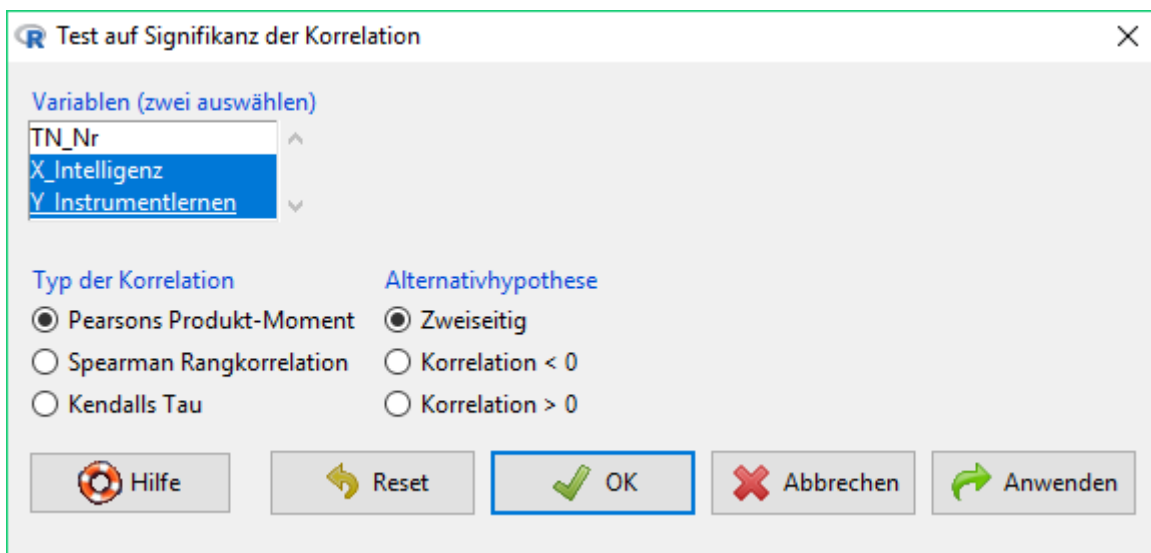 Test auf Signifikanz der Korrelation
Variablen (zwei auswählen)
TN_Nr
X_Intelligenz
Y_Instrumentlernen
Typ der Korrelation
Alternativhypothese
Pearsons Produkt-Moment
Zweiseitig
Spearman Rangkorrelation
Korrelation < 0
Kendalls Tau
Korrelation > 0
Hilfe
Reset
OK
Abbrechen
Anwenden